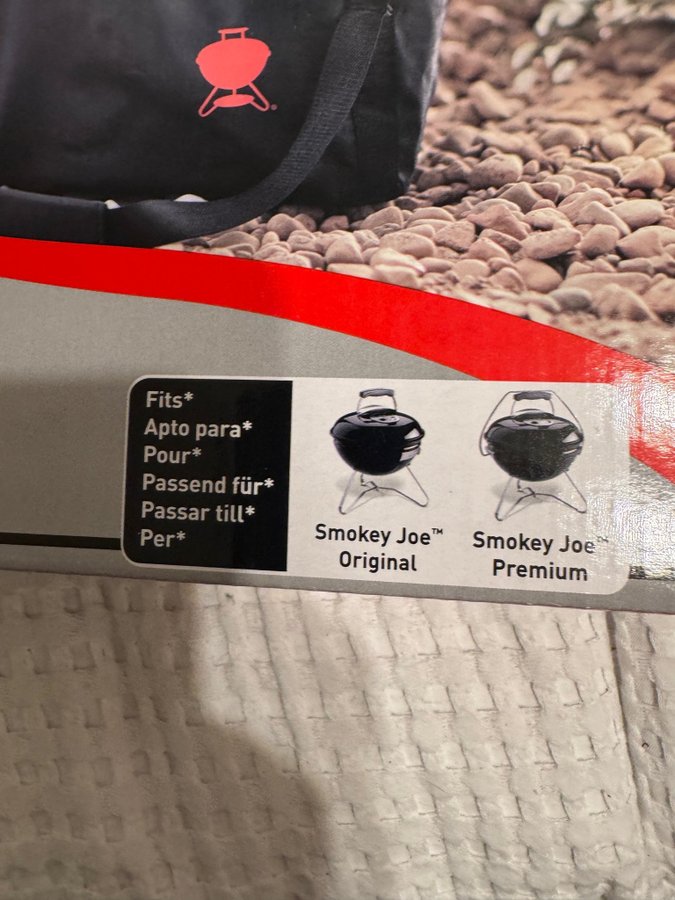 Fits*
Apto para*
Pour*
Passend für*
Passar till*
Per*
Smokey Joe™
Original
Smokey Joe™
Premium